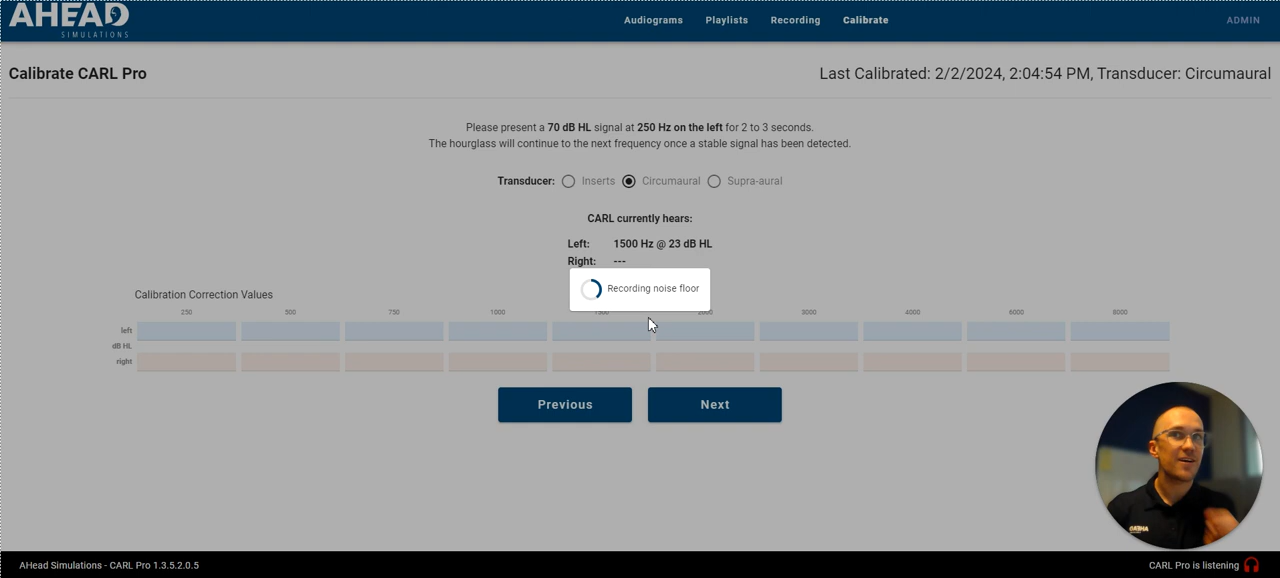 AHEAD
SIMULATIONS
Audiograms
Playlists
Recording
Calibrate
ADMIN
Calibrate CARL Pro
Last Calibrated: 2/2/2024, 2:04:54 PM, Transducer: Circumaural
Please present a 70 dB HL signal at 250 Hz on the left for 2 to 3 seconds.
The hourglass will continue to the next frequency once a stable signal has been detected.
Transducer: Inserts Circumaural Supra-aural
CARL currently hears:
Left: 1500 Hz @ 23 dB HL
Right: ---
Recording noise floor
Calibration Correction Values
250 500 750 1000 1500 2000 3000 4000 6000 8000
left
dB HL
right
Previous
Next
AHead Simulations - CARL Pro 1.3.5.2.0.5
CARL Pro is listening